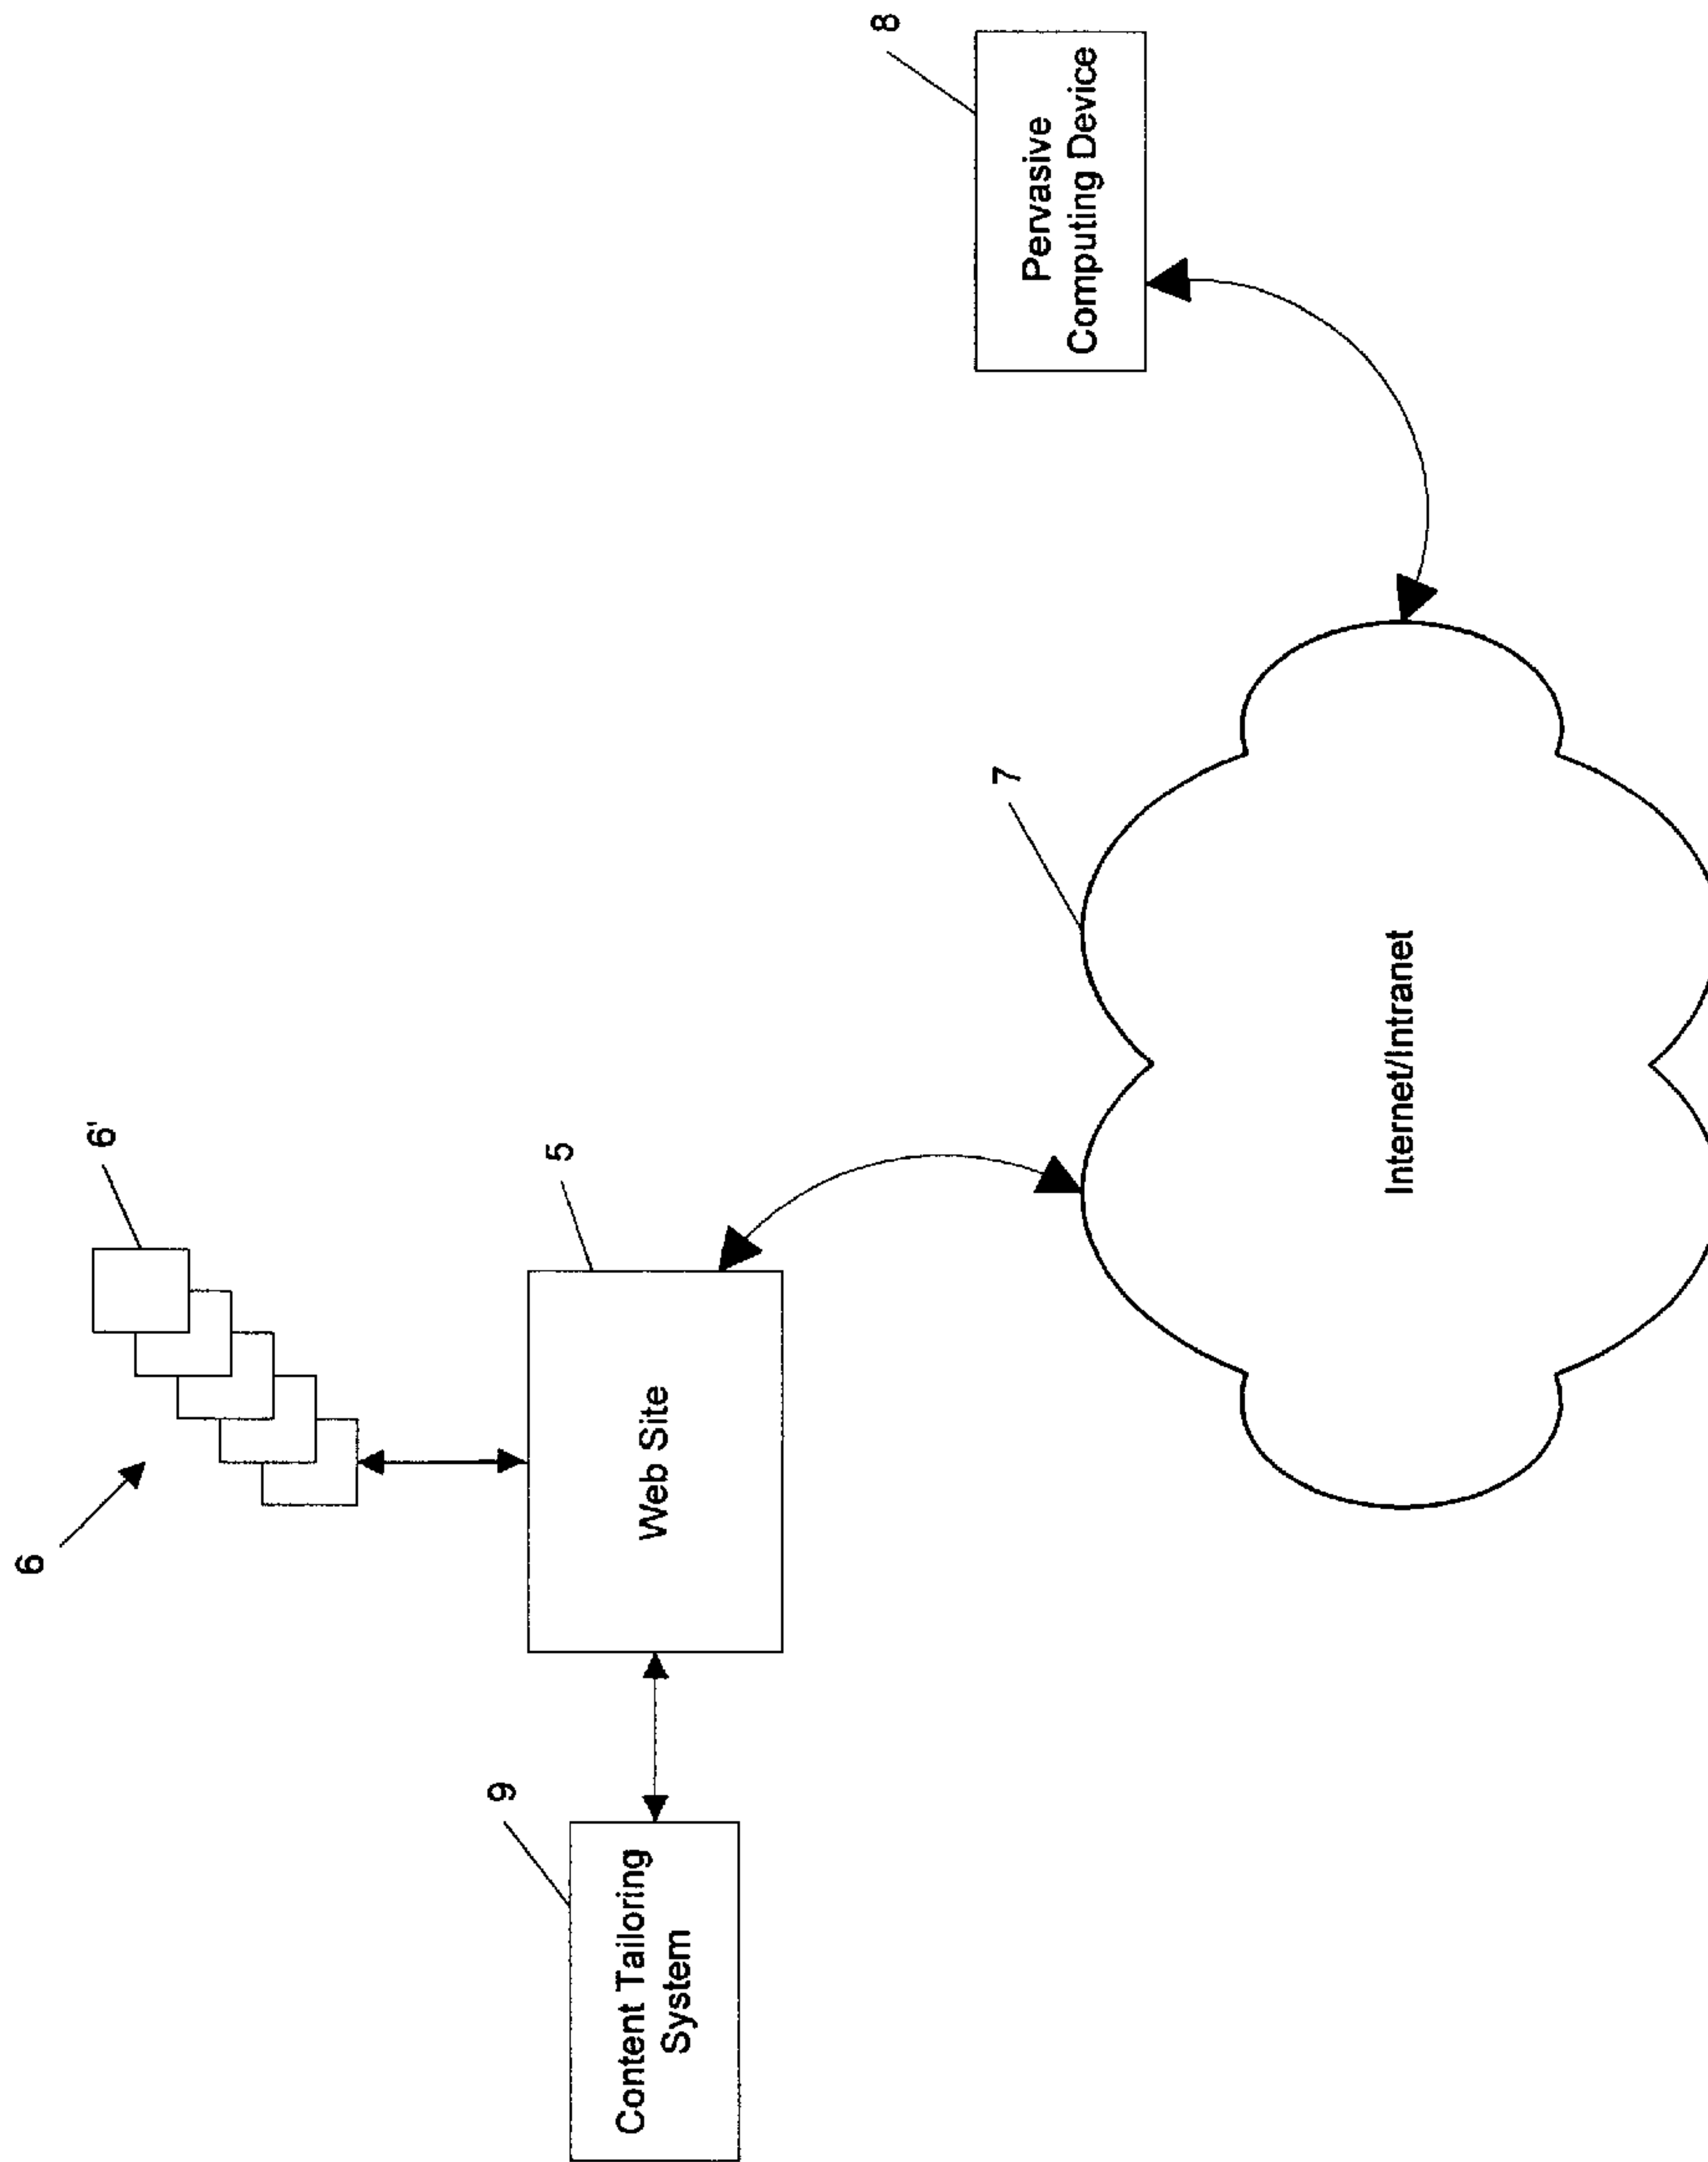 6
6'
5
Web Site
9
Content Tailoring
System
7
Internet/Intranet
8
Pervasive
Computing Device